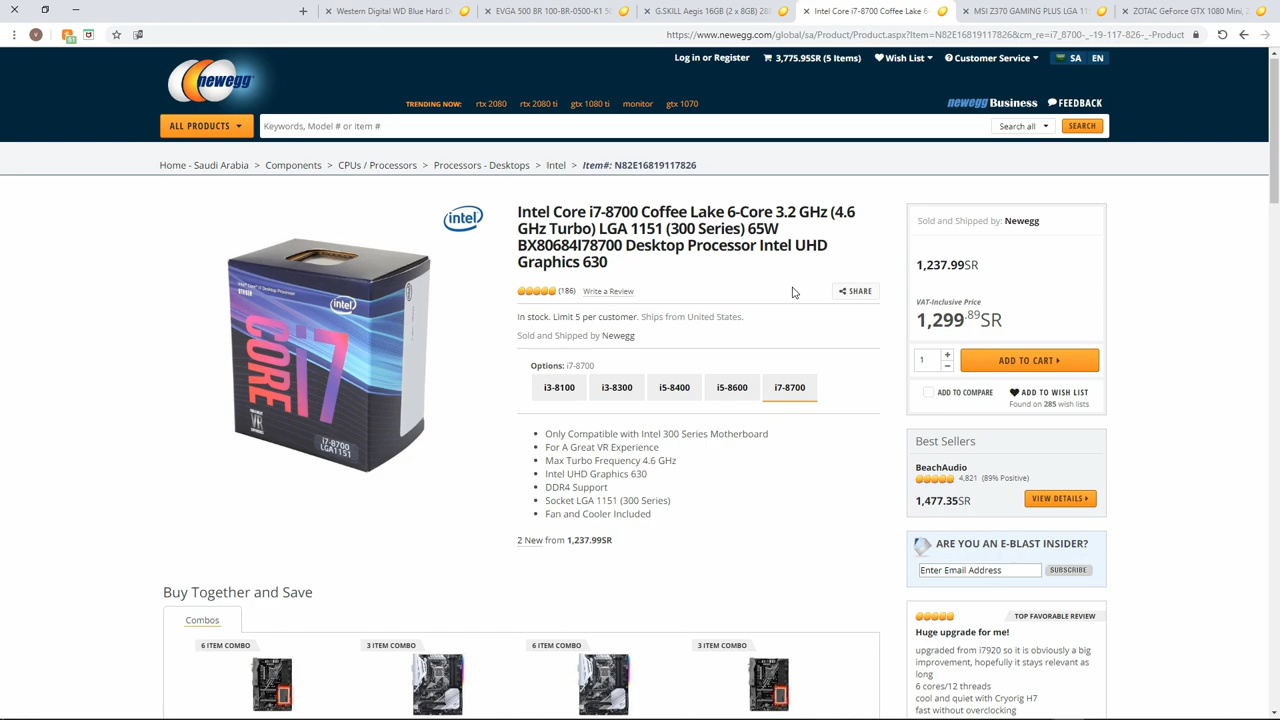 Western Digital WD Blue Hard D
EVGA 500 BR 100-BR-0500-K1 50
G.SKILL Aegis 16GB (2 x 8GB) 28
Intel Core i7-8700 Coffee Lake 6-
MSI Z370 GAMING PLUS LGA 115
ZOTAC GeForce GTX 1080 Mini, 2
https://www.newegg.com/global/sa/Product/Product.aspx?Item=N82E16819117826&cm_re=i7_8700-_-19-117-826-_-Product
newegg
Log in or Register
3,775.95SR (5 Items)
Wish List
Customer Service
SA
EN
TRENDING NOW: rtx 2080 rtx 2080 ti gtx 1080 ti monitor gtx 1070
newegg Business
FEEDBACK
ALL PRODUCTS
Keywords, Model # or Item #
Search all
SEARCH
Home - Saudi Arabia > Components > CPUs / Processors > Processors - Desktops > Intel > Item#: N82E16819117826
intel
intel
CORE i7
VR
i7-8700
LGA1151
Intel Core i7-8700 Coffee Lake 6-Core 3.2 GHz (4.6
GHz Turbo) LGA 1151 (300 Series) 65W
BX80684I78700 Desktop Processor Intel UHD
Graphics 630
(186) Write a Review
SHARE
In stock. Limit 5 per customer. Ships from United States.
Sold and Shipped by Newegg
Options: i7-8700
i3-8100
i3-8300
i5-8400
i5-8600
i7-8700
Only Compatible with Intel 300 Series Motherboard
For A Great VR Experience
Max Turbo Frequency 4.6 GHz
Intel UHD Graphics 630
DDR4 Support
Socket LGA 1151 (300 Series)
Fan and Cooler Included
2 New from 1,237.99SR
Sold and Shipped by: Newegg
1,237.99SR
VAT-Inclusive Price
1,299.89SR
1
ADD TO CART
ADD TO COMPARE
ADD TO WISH LIST
Found on 285 wish lists
Best Sellers
BeachAudio
4,821 (89% Positive)
1,477.35SR
VIEW DETAILS
ARE YOU AN E-BLAST INSIDER?
Enter Email Address
SUBSCRIBE
TOP FAVORABLE REVIEW
Huge upgrade for me!
upgraded from i7920 so it is obviously a big
improvement, hopefully it stays relevant as
long
6 cores/12 threads
cool and quiet with Cryorig H7
fast without overclocking
Buy Together and Save
Combos
6 ITEM COMBO
3 ITEM COMBO
6 ITEM COMBO
3 ITEM COMBO